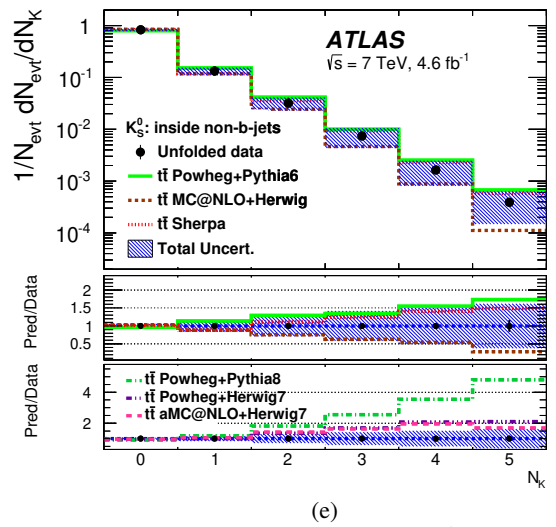 1/N_evt dN_evt/dN_K
1
10^-1
10^-2
10^-3
10^-4
ATLAS
√s = 7 TeV, 4.6 fb^-1
K_S^0: inside non-b-jets
Unfolded data
tt̄ Powheg+Pythia6
tt̄ MC@NLO+Herwig
tt̄ Sherpa
Total Uncert.
Pred/Data
2
1.5
1
0.5
Pred/Data
4
2
tt̄ Powheg+Pythia8
tt̄ Powheg+Herwig7
tt̄ aMC@NLO+Herwig7
0 1 2 3 4 5
N_K
(e)